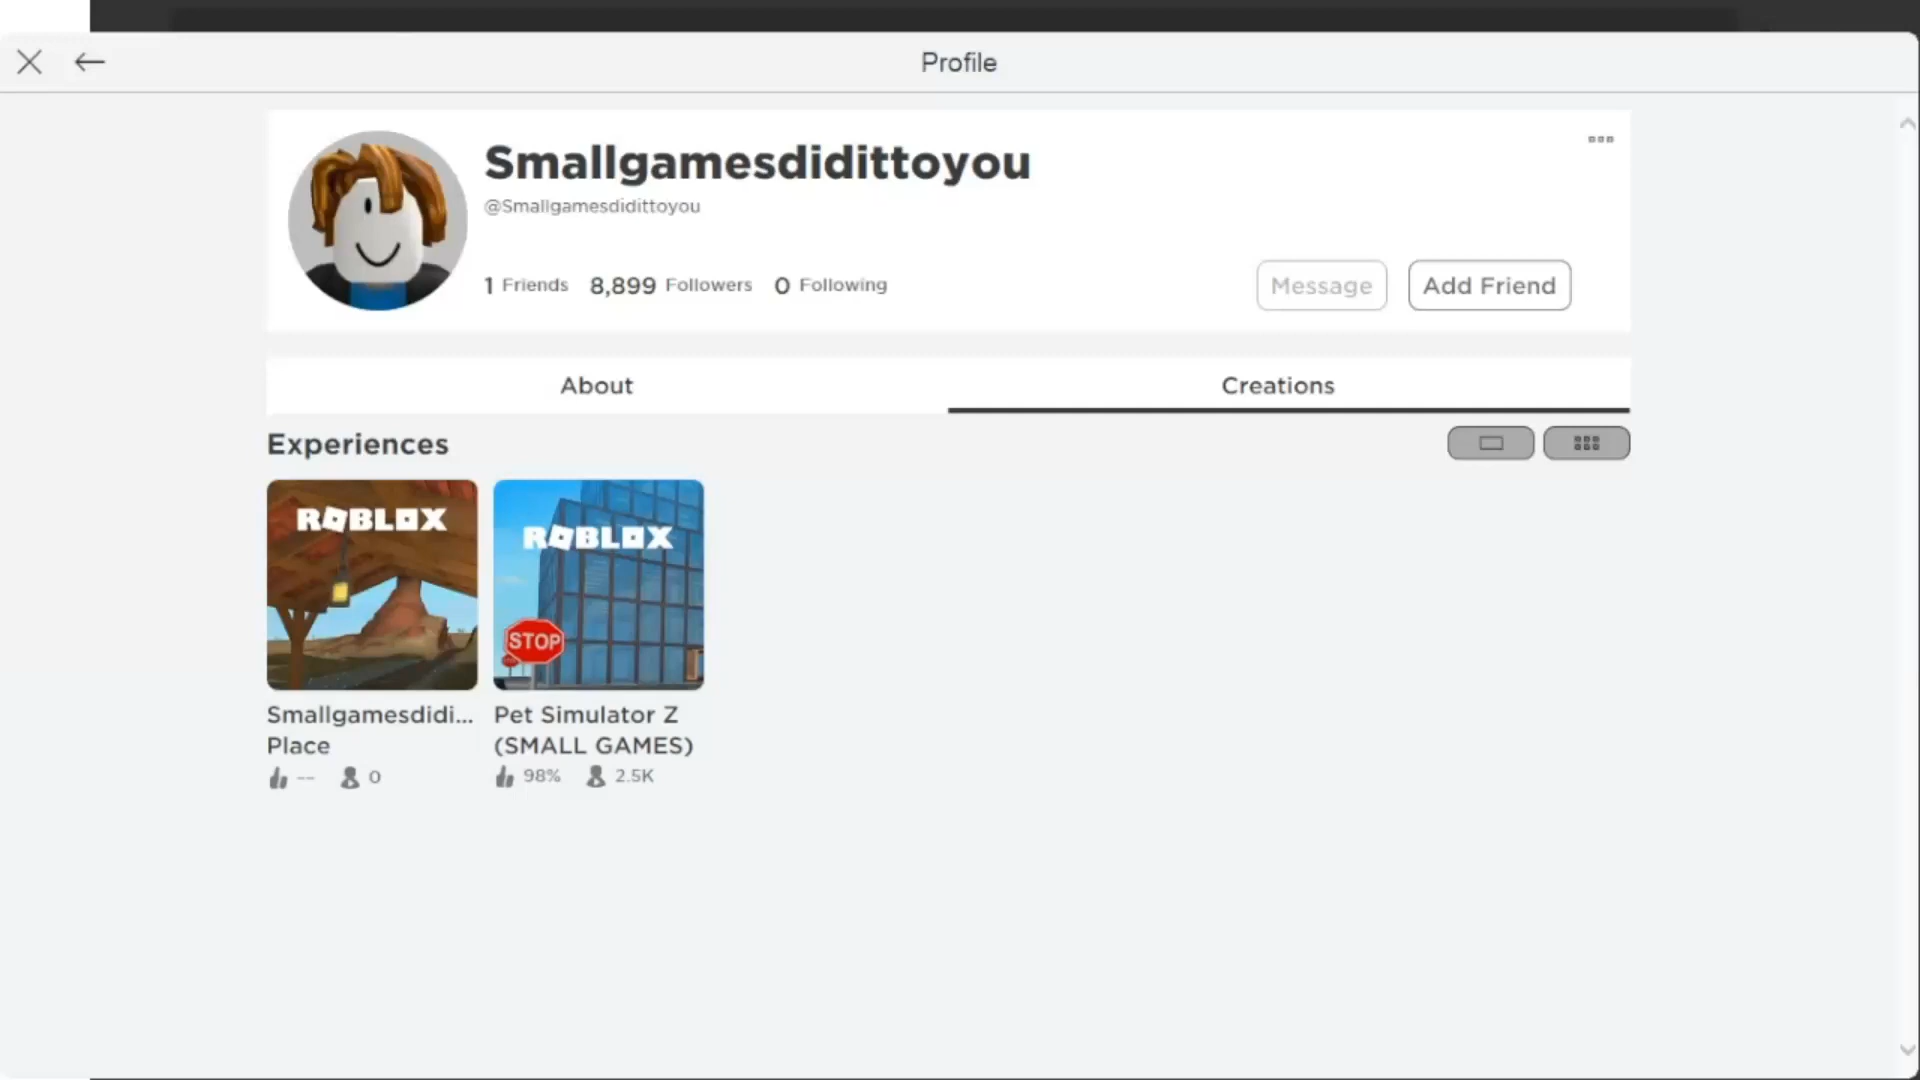 Profile
Smallgamesdidittoyou
@Smallgamesdidittoyou
1 Friends 8,899 Followers 0 Following
Message Add Friend
About Creations
Experiences
ROBLOX ROBLOX
STOP
Smallgamesdidi... Pet Simulator Z
Place (SMALL GAMES)
-- 0 98% 2.5K